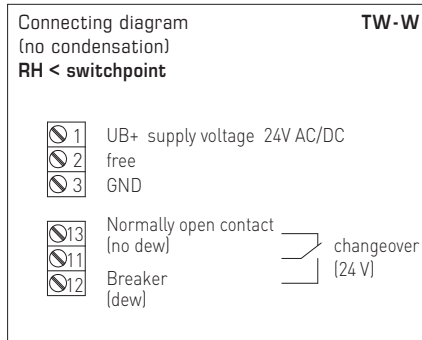 Connecting diagram TW-W
(no condensation)
RH < switchpoint
1 UB+ supply voltage 24V AC/DC
2 free
3 GND
13 Normally open contact
(no dew)
11
12 Breaker
(dew)
changeover
(24 V)